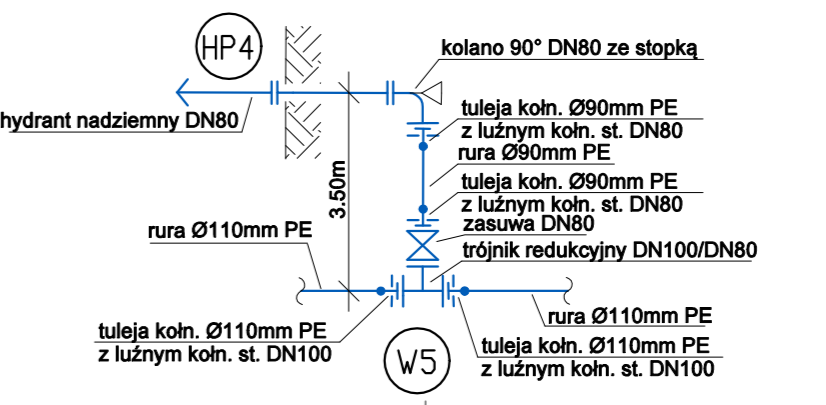 HP4
kolano 90° DN80 ze stopką
hydrant nadziemny DN80
tuleja kołn. Ø90mm PE
z luźnym kołn. st. DN80
rura Ø90mm PE
tuleja kołn. Ø90mm PE
z luźnym kołn. st. DN80
3.50m
zasuwa DN80
rura Ø110mm PE
trójnik redukcyjny DN100/DN80
rura Ø110mm PE
tuleja kołn. Ø110mm PE
z luźnym kołn. st. DN100
W5
tuleja kołn. Ø110mm PE
z luźnym kołn. st. DN100